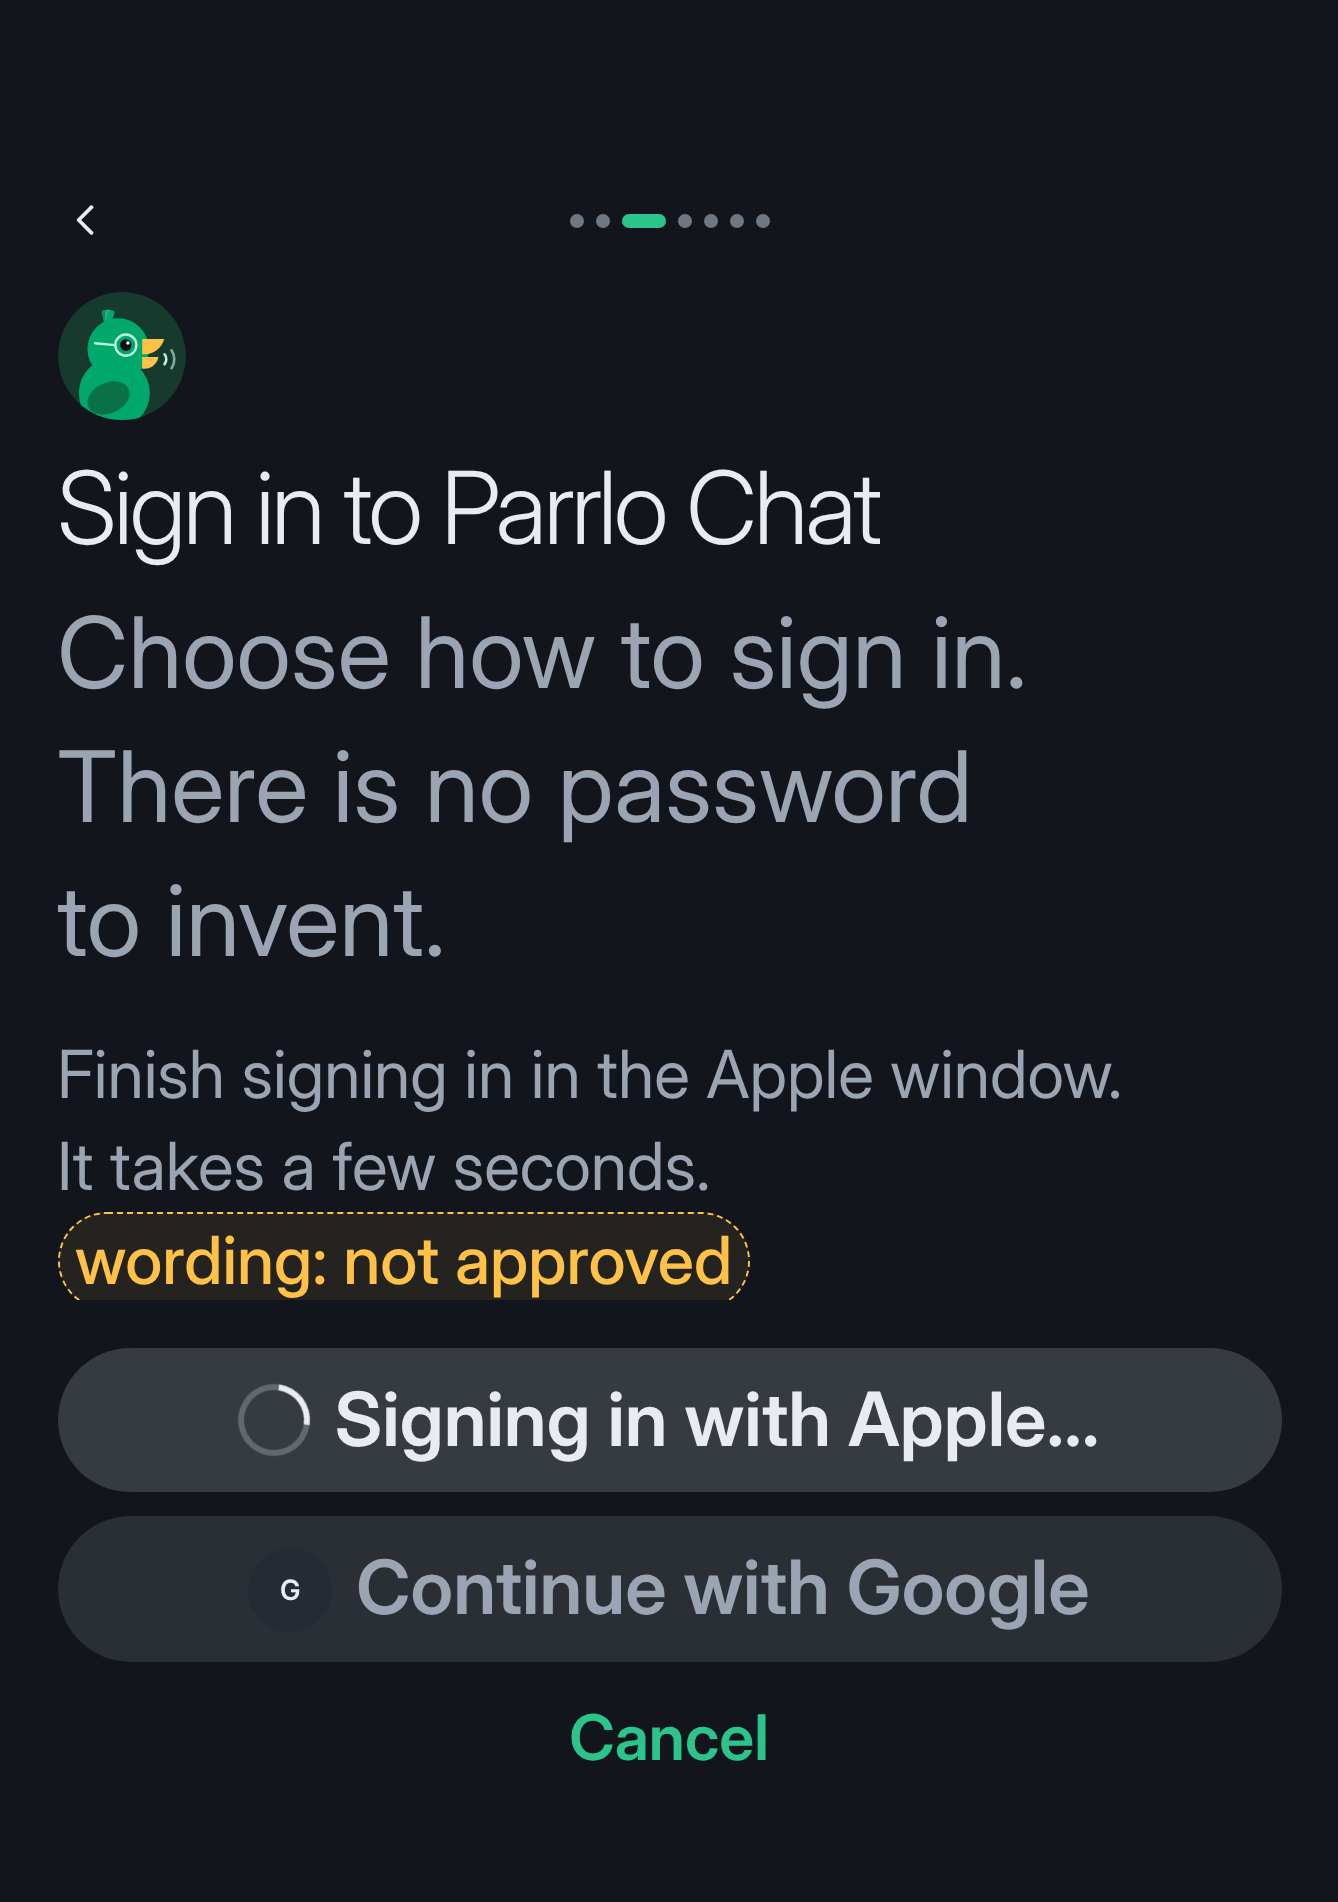 Sign in to Parrlo Chat
Choose how to sign in.
There is no password
to invent.
Finish signing in in the Apple window.
It takes a few seconds.
wording: not approved
Signing in with Apple...
G Continue with Google
Cancel